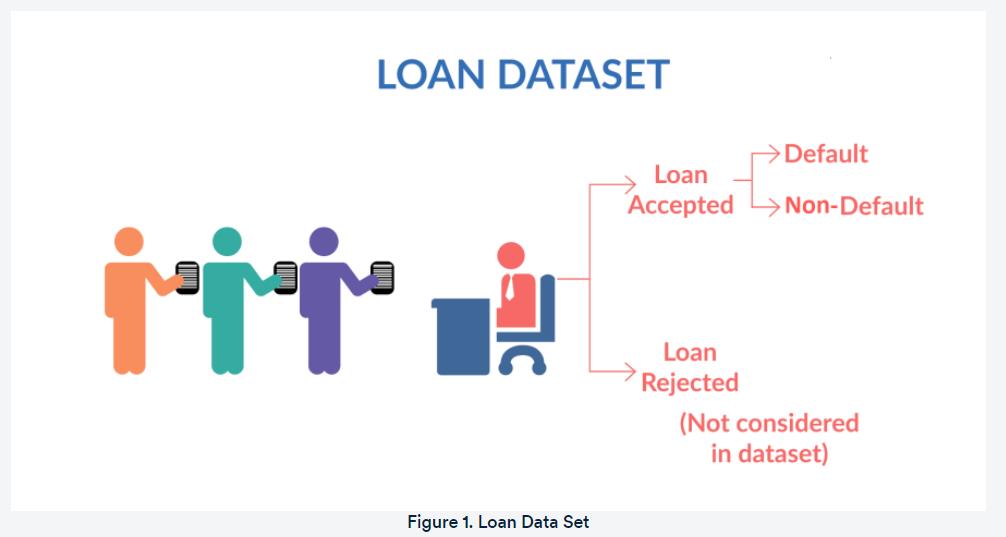 LOAN DATASET
Loan
Accepted
Default
Non-Default
Loan
Rejected
(Not considered
in dataset)
Figure 1. Loan Data Set